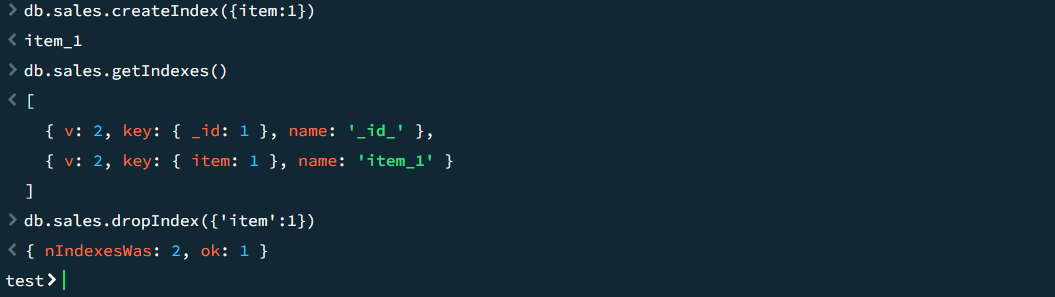 > db.sales.createIndex({item:1})
< item_1
> db.sales.getIndexes()
< [
{ v: 2, key: { _id: 1 }, name: '_id_' },
{ v: 2, key: { item: 1 }, name: 'item_1' }
]
> db.sales.dropIndex({'item':1})
< { nIndexesWas: 2, ok: 1 }
test>